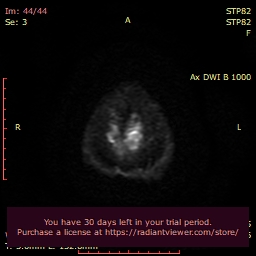 Im: 44/44
Se: 3
A
STP82
STP82
F
Ax DWI B 1000
R
L
You have 30 days left in your trial period.
Purchase a license at https://radiantviewer.com/store/